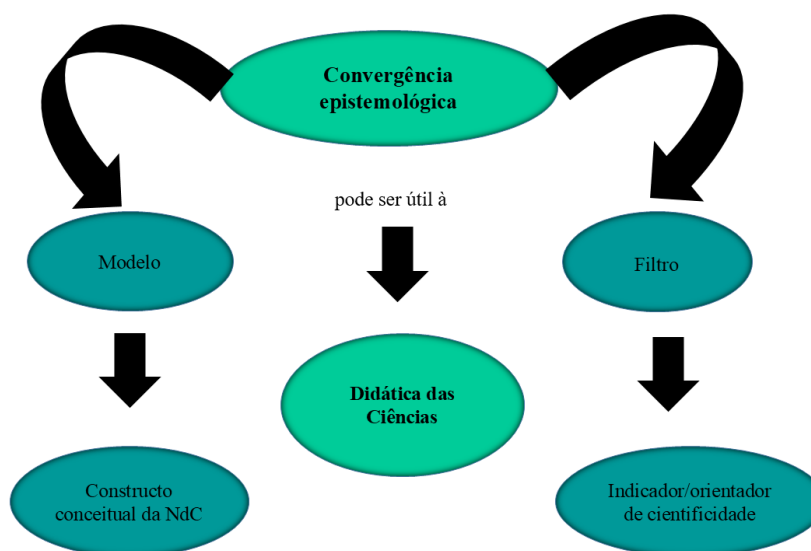 Convergência
epistemológica
pode ser útil à
Modelo
Filtro
Didática das
Ciências
Constructo
conceitual da NdC
Indicador/orientador
de cientificidade